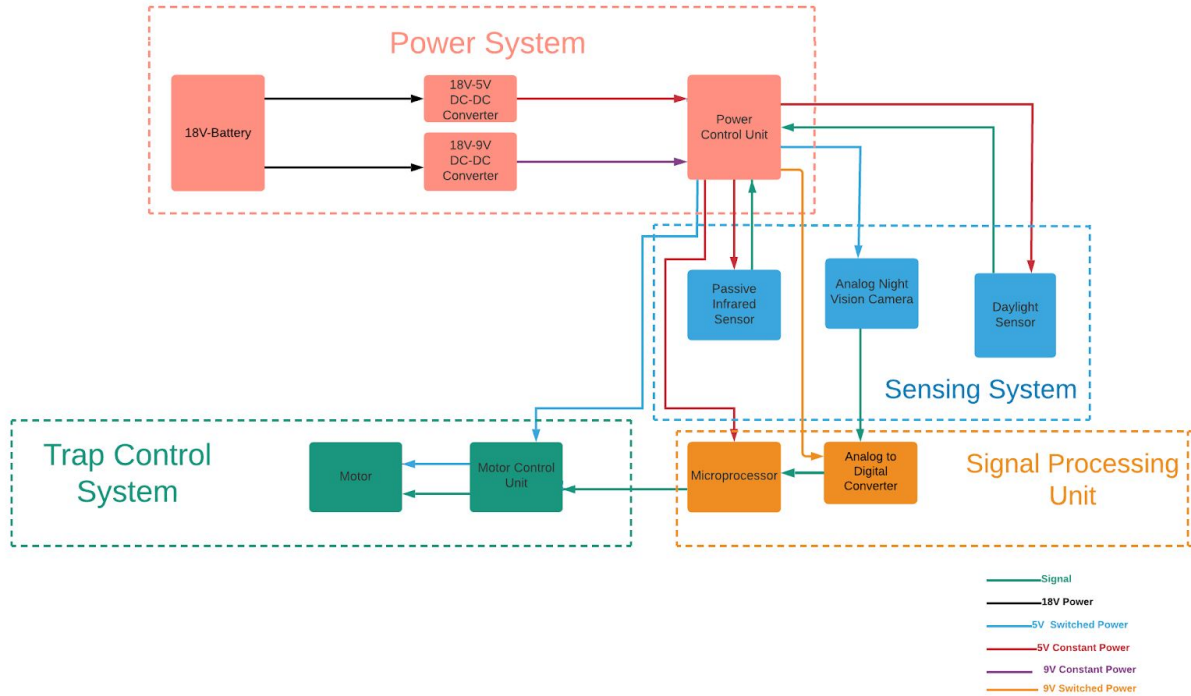 Power System
18V-Battery
18V-5V
DC-DC
Converter
18V-9V
DC-DC
Converter
Power
Control Unit
Passive
Infrared
Sensor
Analog Night
Vision Camera
Daylight
Sensor
Sensing System
Trap Control
System
Motor
Motor Control
Unit
Microprocessor
Analog to
Digital
Converter
Signal Processing
Unit
Signal
18V Power
5V Switched Power
5V Constant Power
9V Constant Power
9V Switched Power